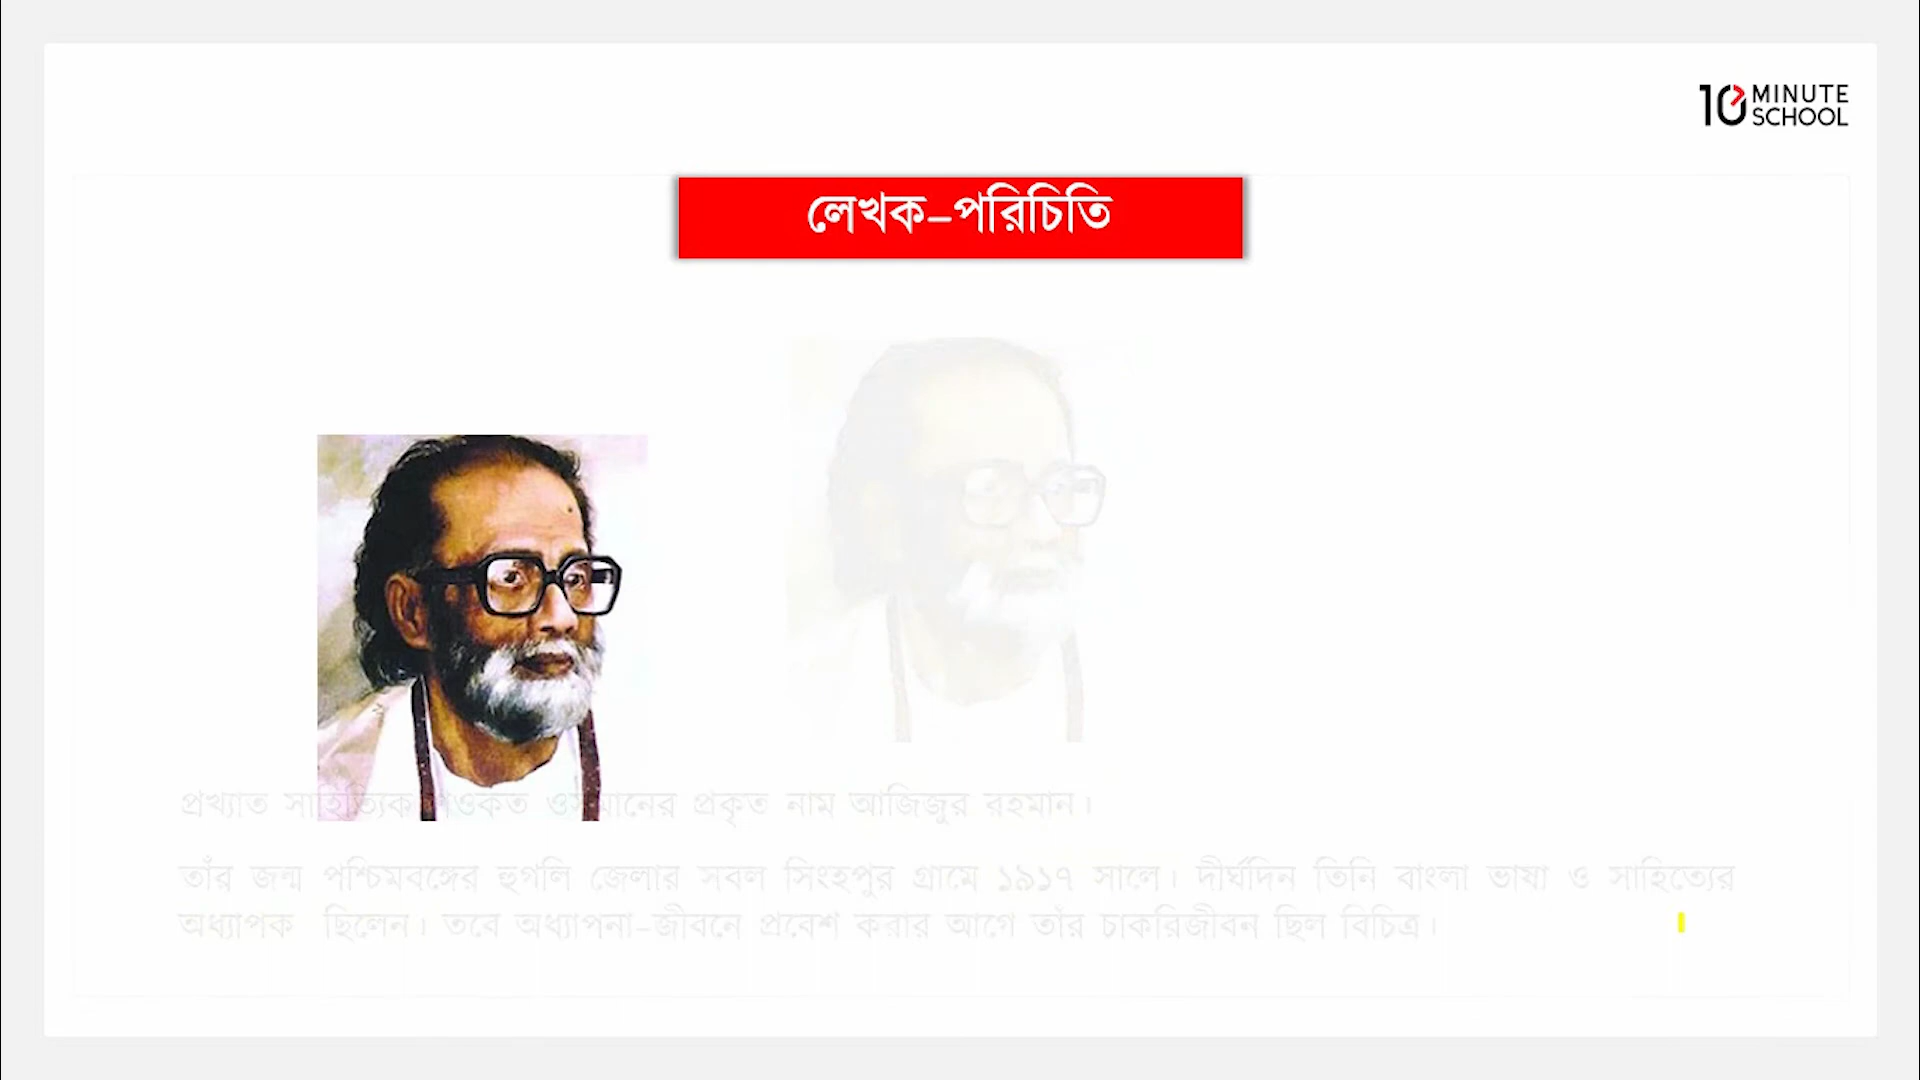 10 MINUTE
SCHOOL
লেখক-পরিচিতি
প্রখ্যাত সাহিত্যিক ওসমানের প্রকৃত নাম আজিজুর রহমান।
তাঁর জন্ম পশ্চিমবঙ্গের হুগলি জেলার সবল সিংহপুর গ্রামে ১৯১৭ সালে। দীর্ঘদিন তিনি বাংলা ভাষা ও সাহিত্যের
অধ্যাপক ছিলেন। তবে অধ্যাপনা-জীবনে প্রবেশ করার আগে তাঁর চাকরিজীবন ছিল বিচিত্র।